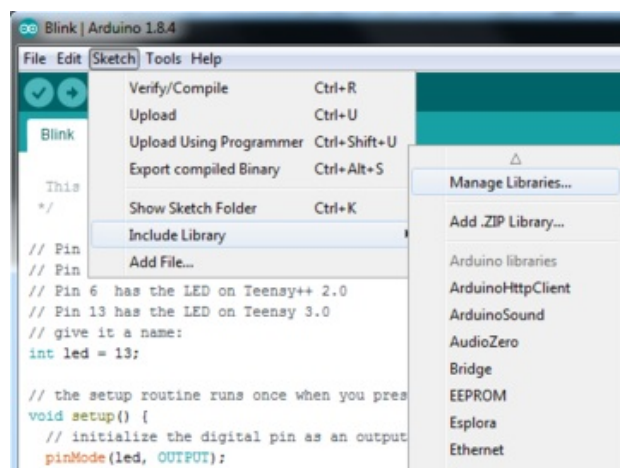 Blink | Arduino 1.8.4
File Edit Sketch Tools Help
Verify/Compile Ctrl+R
Upload Ctrl+U
Upload Using Programmer Ctrl+Shift+U
Export compiled Binary Ctrl+Alt+S
Show Sketch Folder Ctrl+K
Include Library
Add File...
Manage Libraries...
Add .ZIP Library...
Arduino libraries
ArduinoHttpClient
ArduinoSound
AudioZero
Bridge
EEPROM
Esplora
Ethernet
Blink
This
*/
// Pin
// Pin
// Pin 6 has the LED on Teensy++ 2.0
// Pin 13 has the LED on Teensy 3.0
// give it a name:
int led = 13;
// the setup routine runs once when you pres
void setup() {
// initialize the digital pin as an output
pinMode(led, OUTPUT);